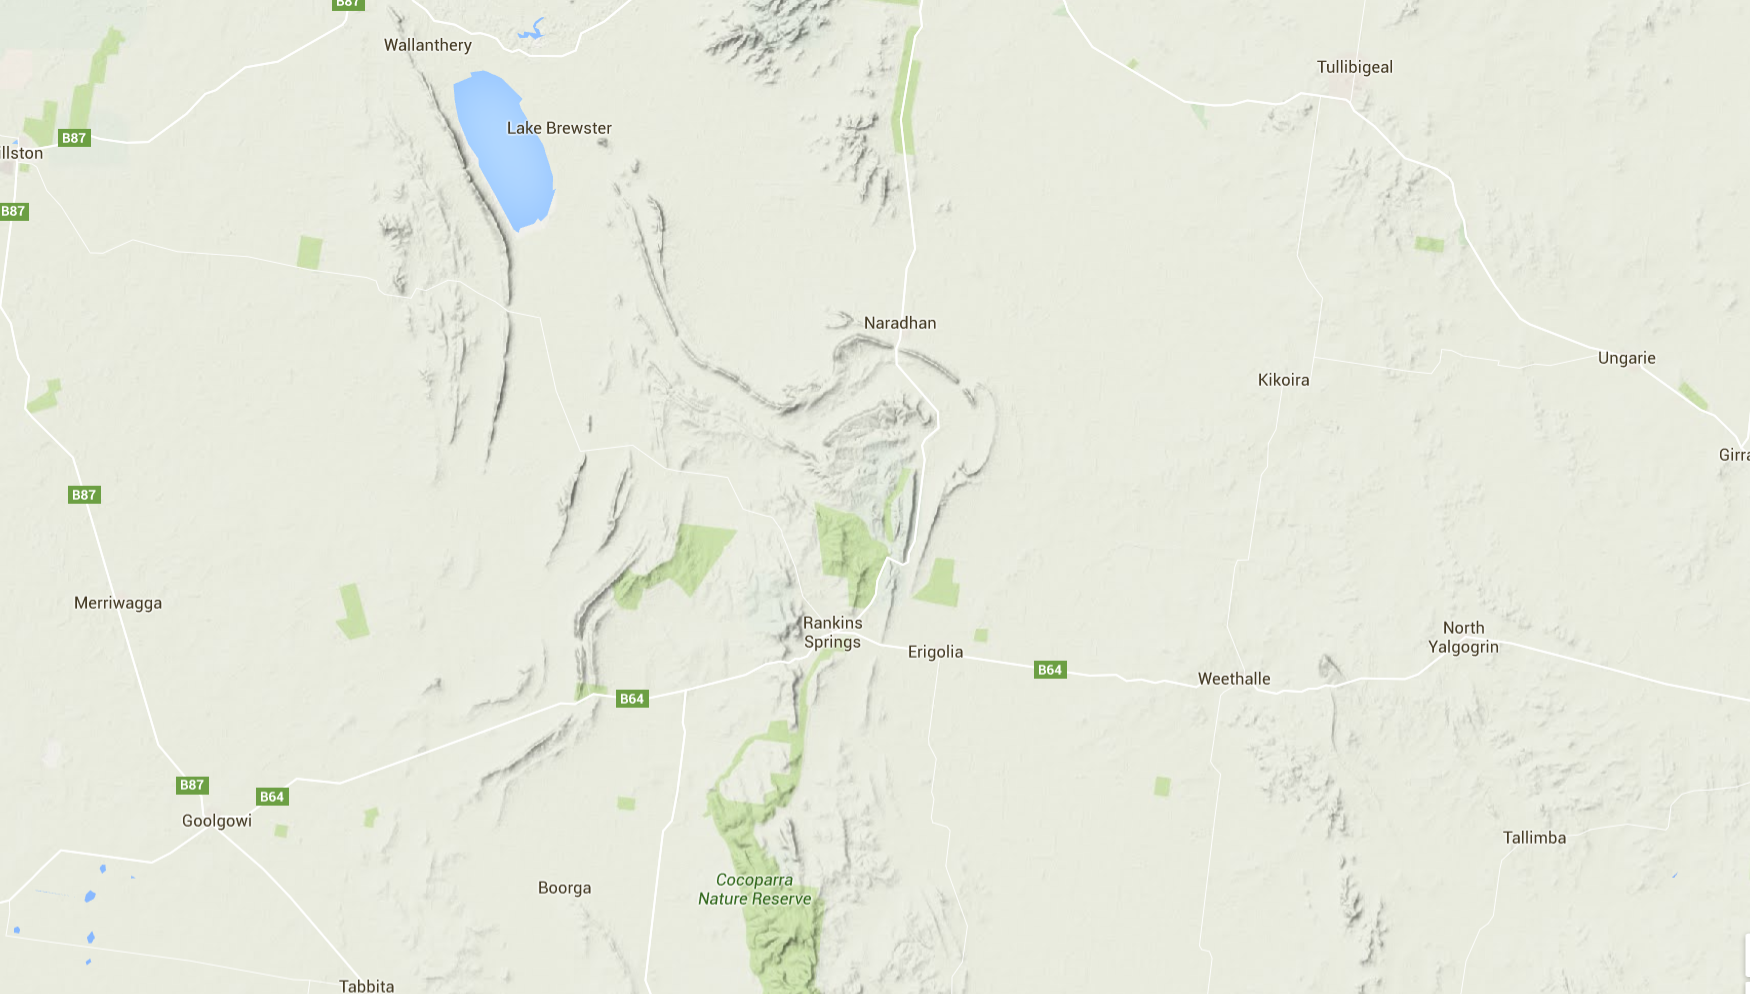 B87
Wallanthery
Tullibigeal
Lake Brewster
B87
illston
B87
Naradhan
Ungarie
Kikoira
Girra
B87
Merriwagga
Rankins
Springs
North
Yalgogrin
Erigolia
B64
Weethalle
B64
B87
B64
Goolgowi
Tallimba
Cocoparra
Nature Reserve
Boorga
Tabbita